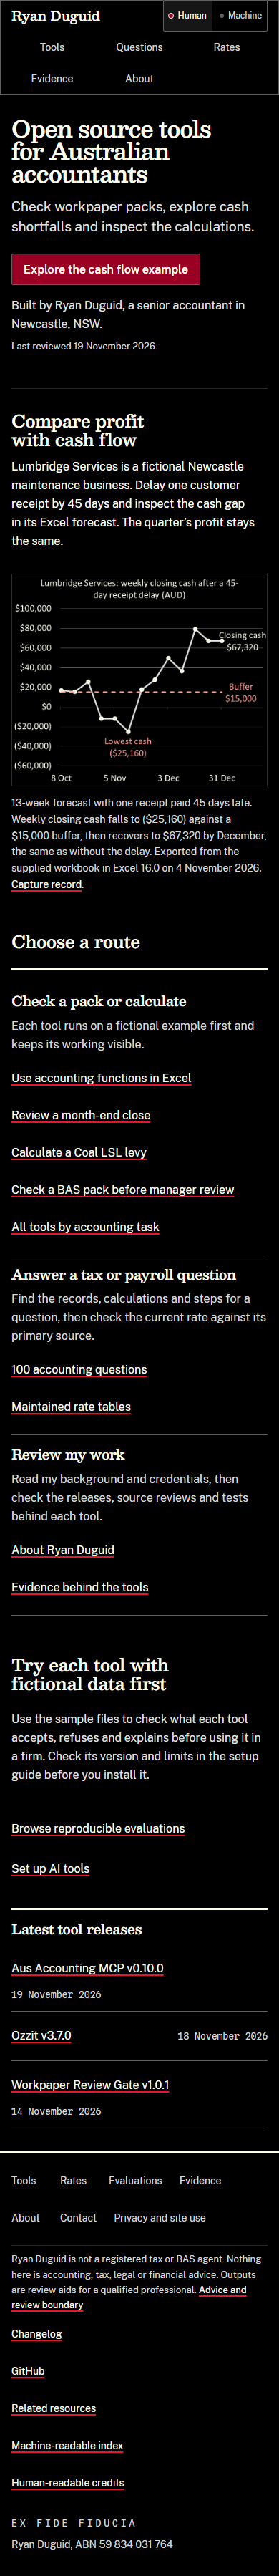 Ryan Duguid
Human
Machine
Tools
Questions
Rates
Evidence
About
Open source tools
for Australian
accountants
Check workpaper packs, explore cash
shortfalls and inspect the calculations.
Explore the cash flow example
Built by Ryan Duguid, a senior accountant in
Newcastle, NSW.
Last reviewed 19 November 2026.
Compare profit
with cash flow
Lumbridge Services is a fictional Newcastle
maintenance business. Delay one customer
receipt by 45 days and inspect the cash gap
in its Excel forecast. The quarter's profit stays
the same.
Lumbridge Services: weekly closing cash after a 45-
day receipt delay (AUD)
$100,000
$80,000
$60,000
$40,000
$20,000
$0
($20,000)
($40,000)
($60,000)
Closing cash
$67,320
Buffer
$15,000
Lowest cash
($25,160)
8 Oct
5 Nov
3 Dec
31 Dec
13-week forecast with one receipt paid 45 days late.
Weekly closing cash falls to ($25,160) against a
$15,000 buffer, then recovers to $67,320 by December,
the same as without the delay. Exported from the
supplied workbook in Excel 16.0 on 4 November 2026.
Capture record.
Choose a route
Check a pack or calculate
Each tool runs on a fictional example first and
keeps its working visible.
Use accounting functions in Excel
Review a month-end close
Calculate a Coal LSL levy
Check a BAS pack before manager review
All tools by accounting task
Answer a tax or payroll question
Find the records, calculations and steps for a
question, then check the current rate against its
primary source.
100 accounting questions
Maintained rate tables
Review my work
Read my background and credentials, then
check the releases, source reviews and tests
behind each tool.
About Ryan Duguid
Evidence behind the tools
Try each tool with
fictional data first
Use the sample files to check what each tool
accepts, refuses and explains before using it in
a firm. Check its version and limits in the setup
guide before you install it.
Browse reproducible evaluations
Set up AI tools
Latest tool releases
Aus Accounting MCP v0.10.0
19 November 2026
Ozzit v3.7.0
18 November 2026
Workpaper Review Gate v1.0.1
14 November 2026
Tools
Rates
Evaluations
Evidence
About
Contact
Privacy and site use
Ryan Duguid is not a registered tax or BAS agent. Nothing
here is accounting, tax, legal or financial advice. Outputs
are review aids for a qualified professional. Advice and
review boundary
Changelog
GitHub
Related resources
Machine-readable index
Human-readable credits
EX FIDE FIDUCIA
Ryan Duguid, ABN 59 834 031 764